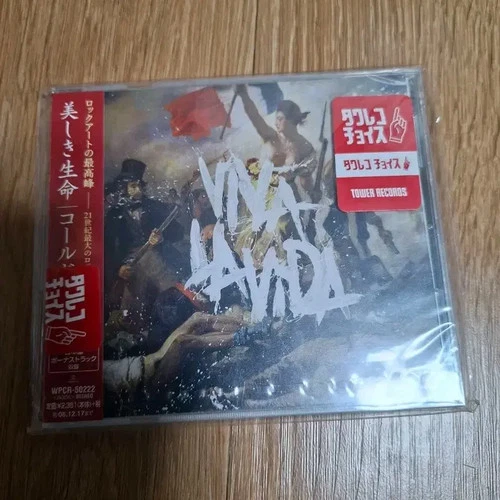 ロックアートの最高峰
21世紀最大のロ
美しき生命 コールド
タワレコ
チョイス
ボーナストラック
収録
WPCR-50222
VIVA
LA VIDA
タワレコ
チョイス
タワレコ チョイス
TOWER RECORDS